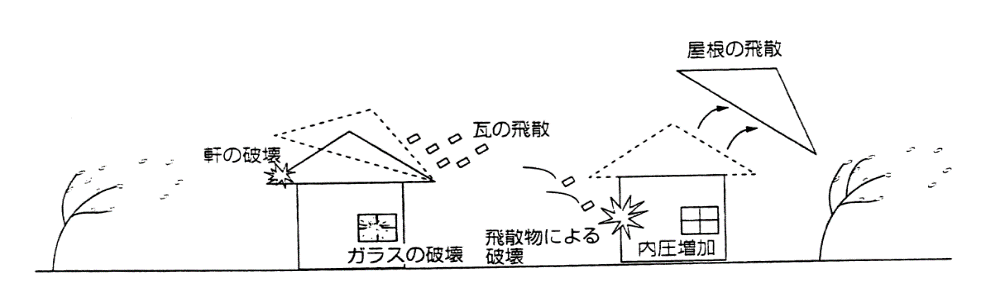 屋根の飛散
瓦の飛散
軒の破壊
飛散物による
破壊
内圧増加
ガラスの破壊